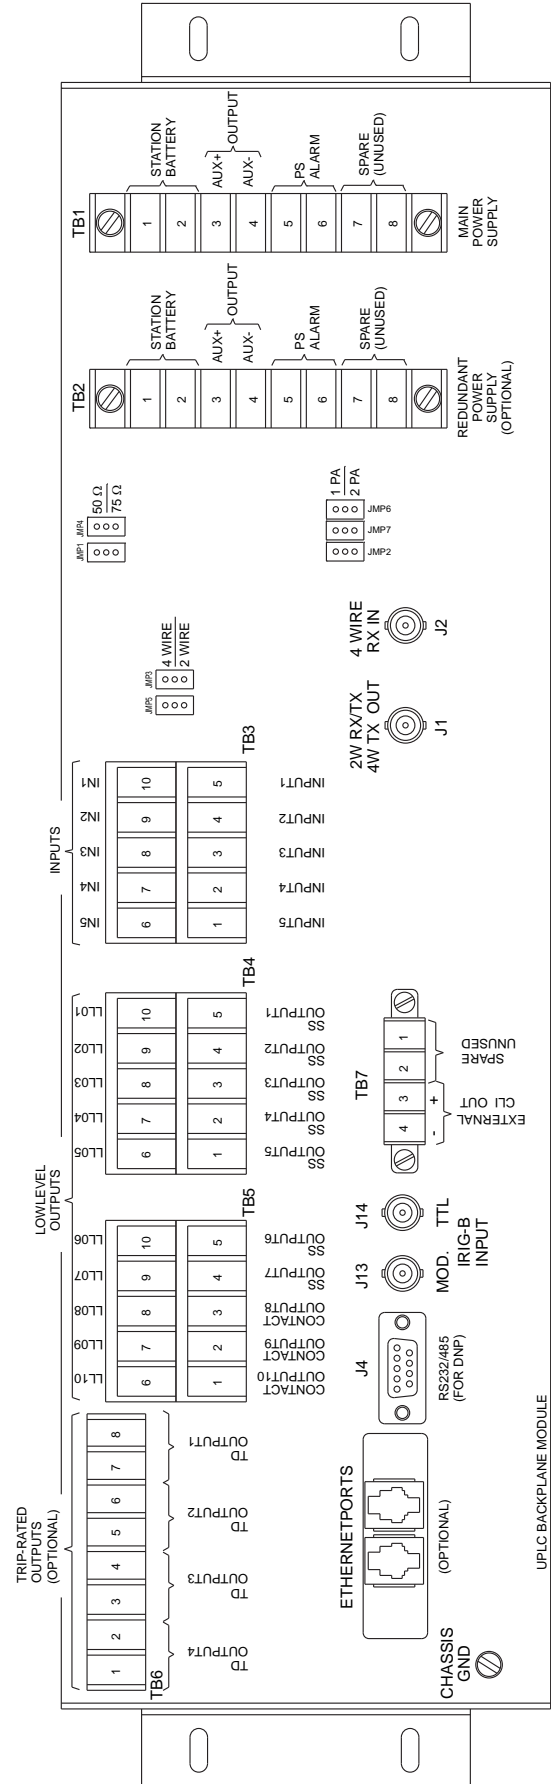 TB1
STATION
BATTERY
AUX+
AUX-
OUTPUT
PS
ALARM
SPARE
(UNUSED)
1
2
3
4
5
6
7
8
MAIN
POWER
SUPPLY
TB2
STATION
BATTERY
AUX+
AUX-
OUTPUT
PS
ALARM
SPARE
(UNUSED)
1
2
3
4
5
6
7
8
REDUNDANT
POWER
SUPPLY
(OPTIONAL)
JMP1
JMP4
50 Ω
75 Ω
JMP2
JMP7
JMP6
1 PA
2 PA
JMP5
JMP3
4 WIRE
2 WIRE
4 WIRE
RX IN
J2
2W RX/TX
4W TX OUT
J1
INPUTS
IN1
IN2
IN3
IN4
IN5
10
9
8
7
6
5
4
3
2
1
TB3
INPUT1
INPUT2
INPUT3
INPUT4
INPUT5
LOWLEVEL
OUTPUTS
LL01
LL02
LL03
LL04
LL05
10
9
8
7
6
5
4
3
2
1
TB4
SS
OUTPUT1
SS
OUTPUT2
SS
OUTPUT3
SS
OUTPUT4
SS
OUTPUT5
LL06
LL07
LL08
LL09
LL10
10
9
8
7
6
5
4
3
2
1
TB5
SS
OUTPUT6
SS
OUTPUT7
CONTACT
OUTPUT8
CONTACT
OUTPUT9
CONTACT
OUTPUT10
TRIP-RATED
OUTPUTS
(OPTIONAL)
8
7
6
5
4
3
2
1
TB6
TD
OUTPUT1
TD
OUTPUT2
TD
OUTPUT3
TD
OUTPUT4
TB7
1
2
3
4
+
-
SPARE
UNUSED
EXTERNAL
CLI OUT
J14
TTL
J13
MOD.
IRIG-B
INPUT
J4
RS232/485
(FOR DNP)
ETHERNETPORTS
(OPTIONAL)
CHASSIS
GND
UPLC BACKPLANE MODULE